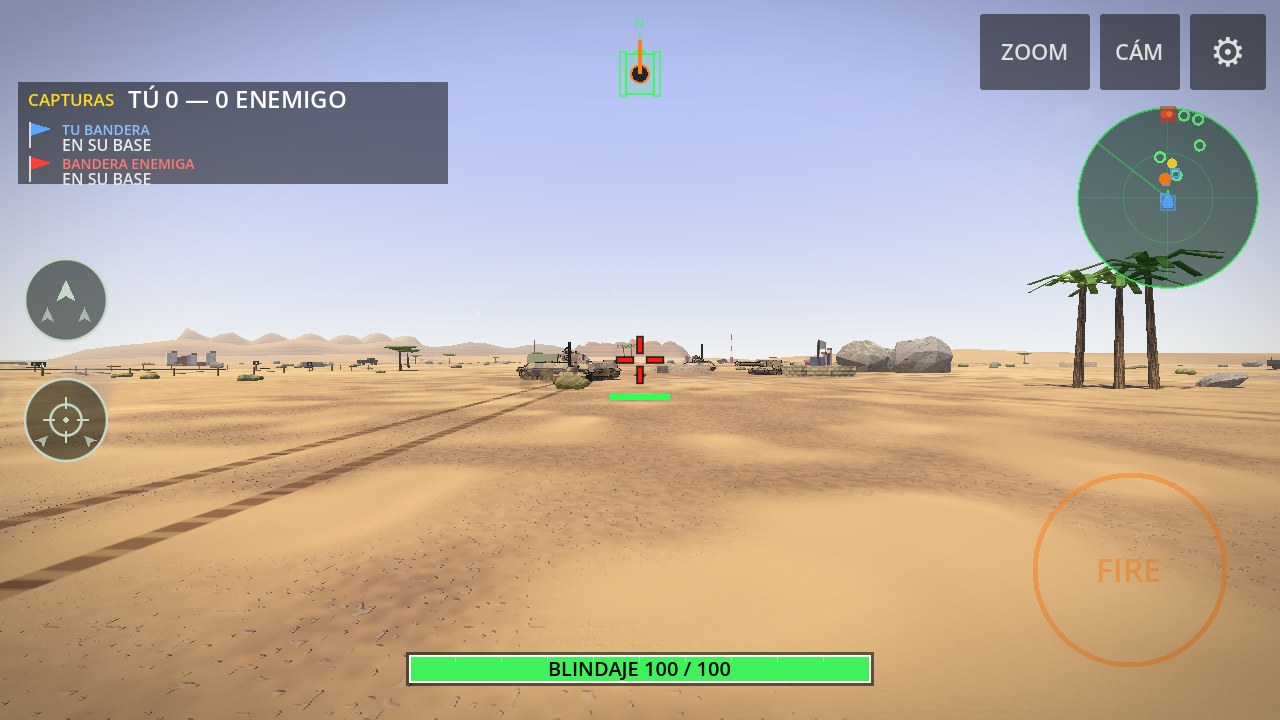 N
ZOOM
CÁM
CAPTURAS TÚ 0 — 0 ENEMIGO
TU BANDERA
EN SU BASE
BANDERA ENEMIGA
EN SU BASE
FIRE
BLINDAJE 100 / 100